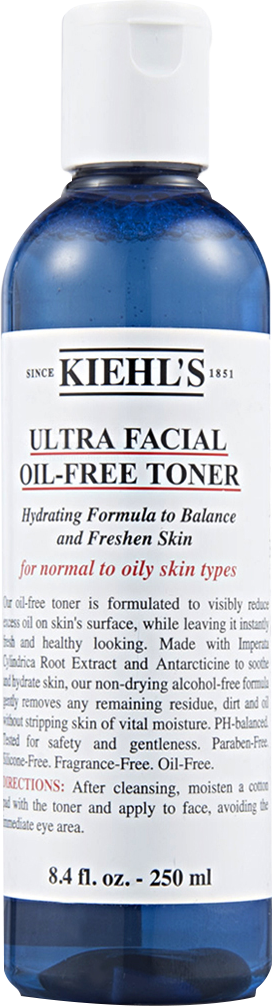 SINCE KIEHL'S 1851
ULTRA FACIAL
OIL-FREE TONER
Hydrating Formula to Balance
and Freshen Skin
for normal to oily skin types
Our oil-free toner is formulated to visibly reduce
excess oil on skin's surface, while leaving it instantly
fresh and healthy looking. Made with Imperata
Cylindrica Root Extract and Antarcticine to soothe
and hydrate skin, our non-drying alcohol-free formula
gently removes any remaining residue, dirt and oil
without stripping skin of vital moisture. PH-balanced.
Tested for safety and gentleness. Paraben-Free.
Silicone-Free. Fragrance-Free. Oil-Free.
DIRECTIONS: After cleansing, moisten a cotton
pad with the toner and apply to face, avoiding the
immediate eye area.
8.4 fl. oz. - 250 ml